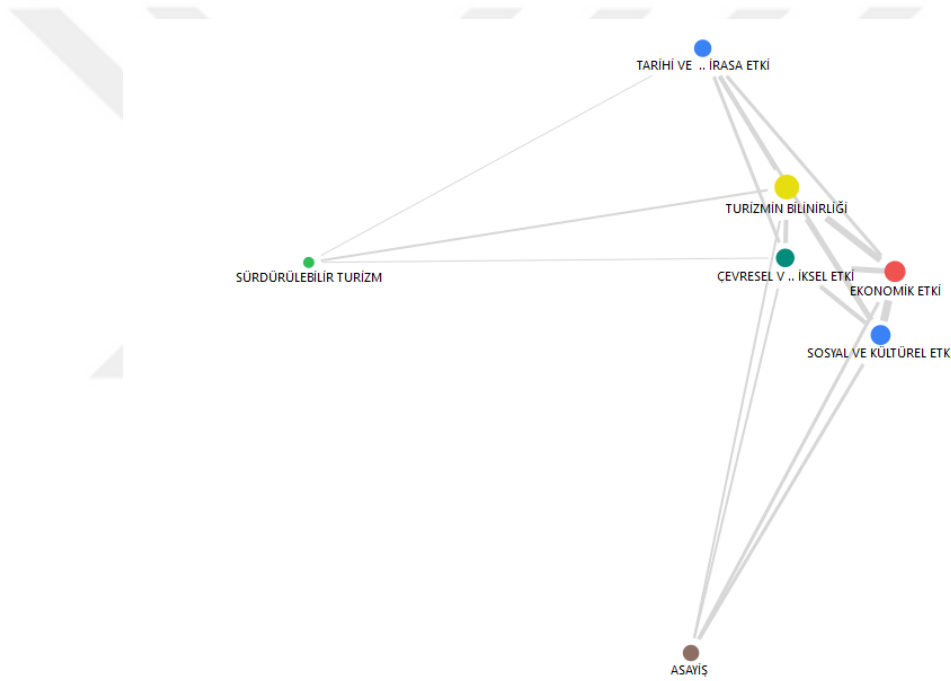 TARİHİ VE .. İRASA ETKİ
TURİZMİN BİLİNİRLİĞİ
SÜRDÜRÜLEBİLİR TURİZM
ÇEVRESEL V .. İKSEL ETKİ
EKONOMİK ETKİ
SOSYAL VE KÜLTÜREL ETK
ASAYİŞ